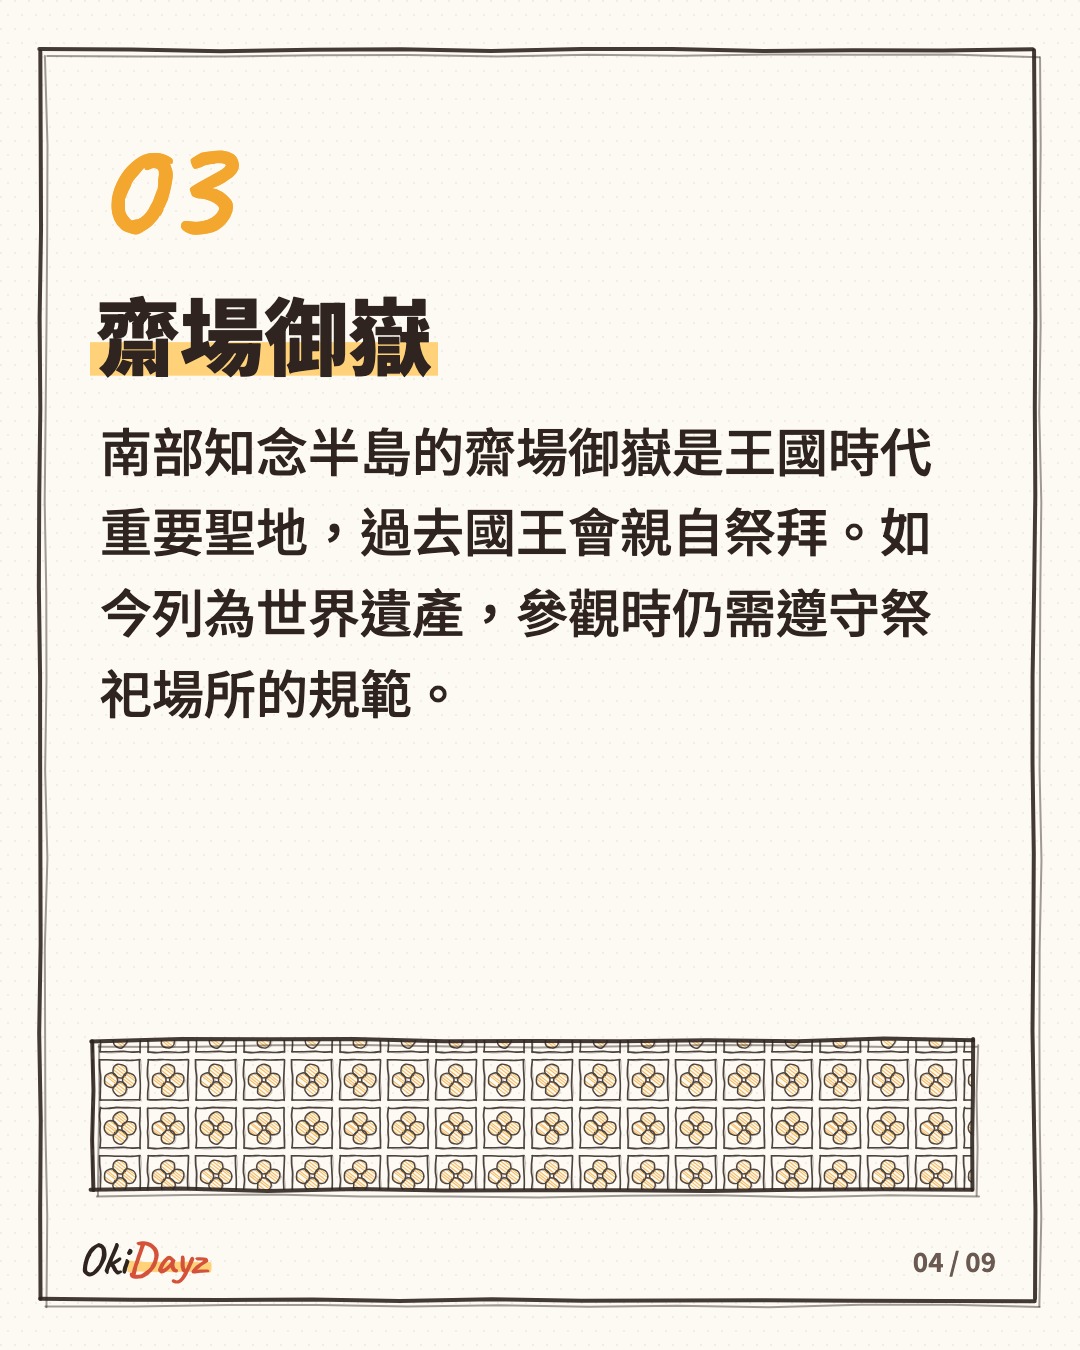 03
齋場御嶽
南部知念半島的齋場御嶽是王國時代
重要聖地，過去國王會親自祭拜。如
今列為世界遺產，參觀時仍需遵守祭
祀場所的規範。
OkiDayz
04 / 09